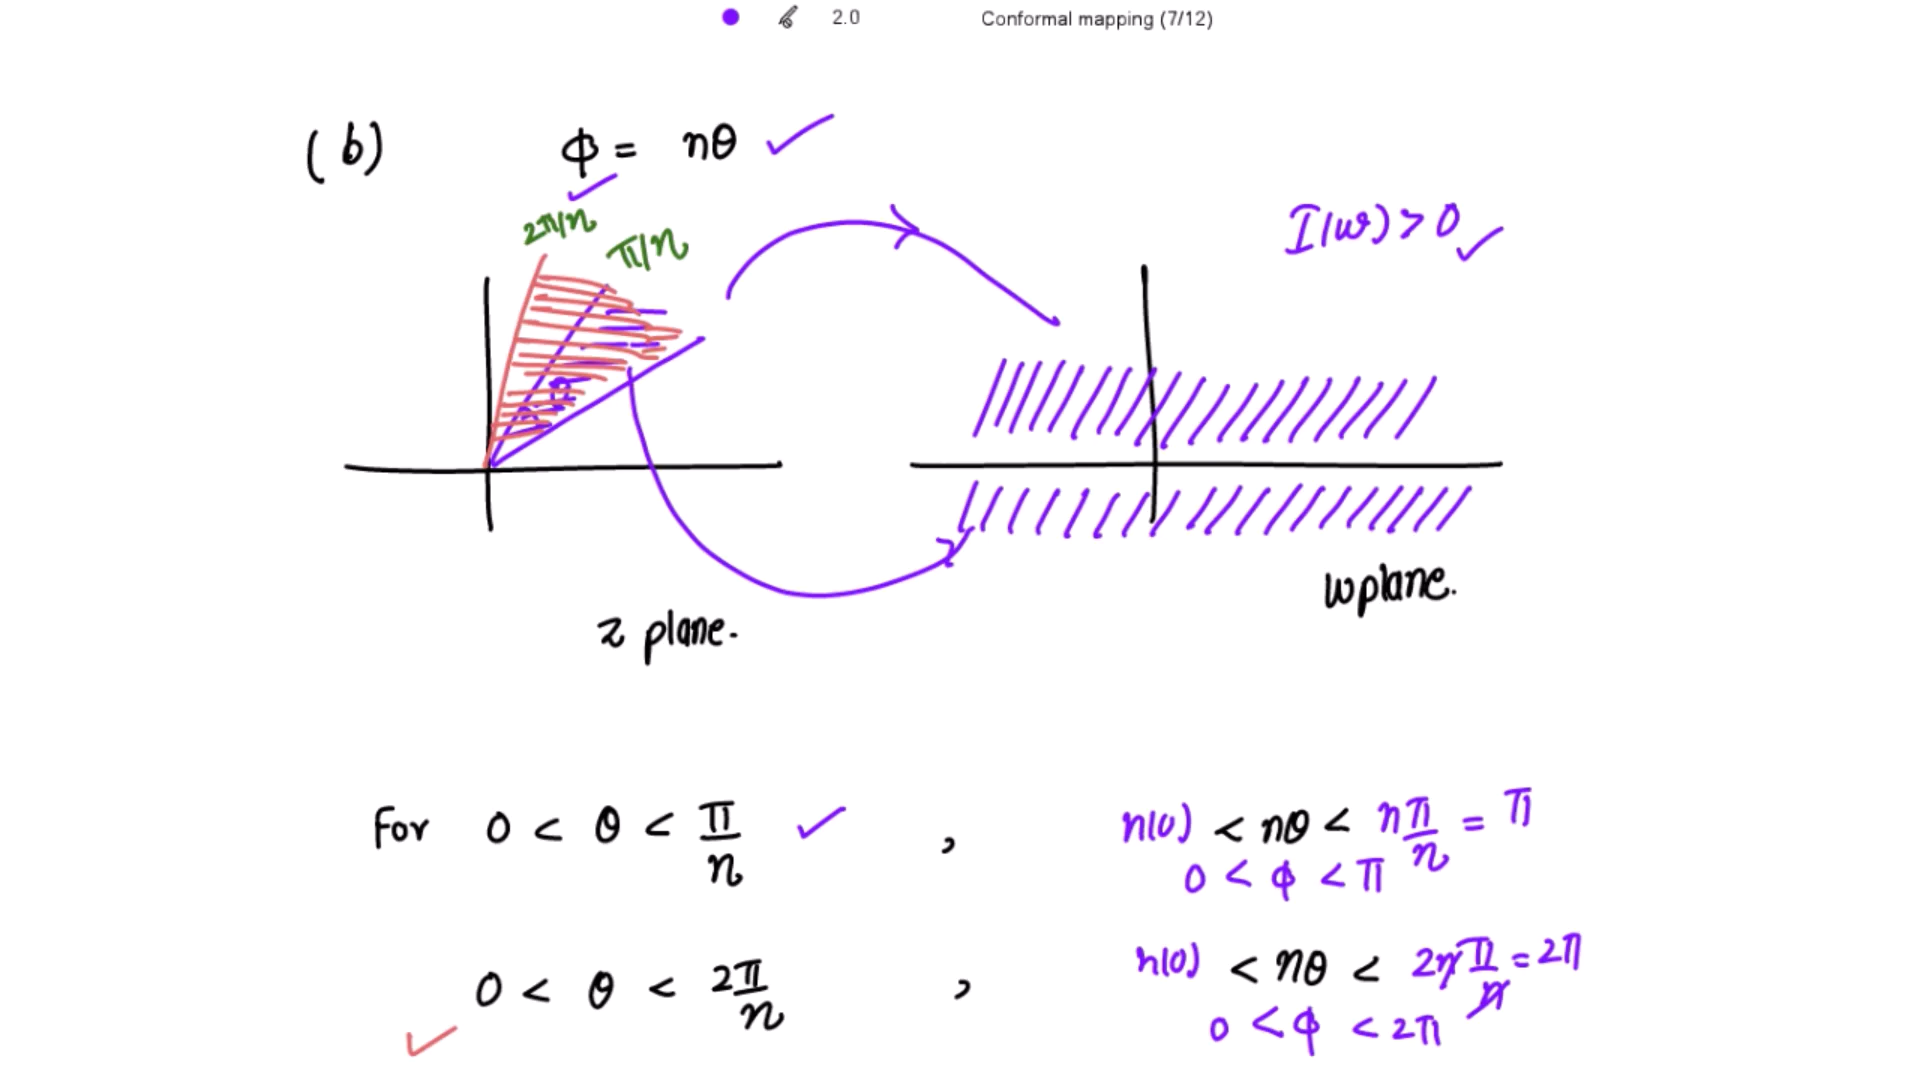 2.0 Conformal mapping (7/12)
(b) ϕ = nθ
2π/n
π/n
I(w) > 0
z plane.
w plane.
For 0 < θ < π/n , n(0) < nθ < nπ/n = π
0 < ϕ < π
0 < θ < 2π/n , n(0) < nθ < 2nπ/n = 2π
0 < ϕ < 2π